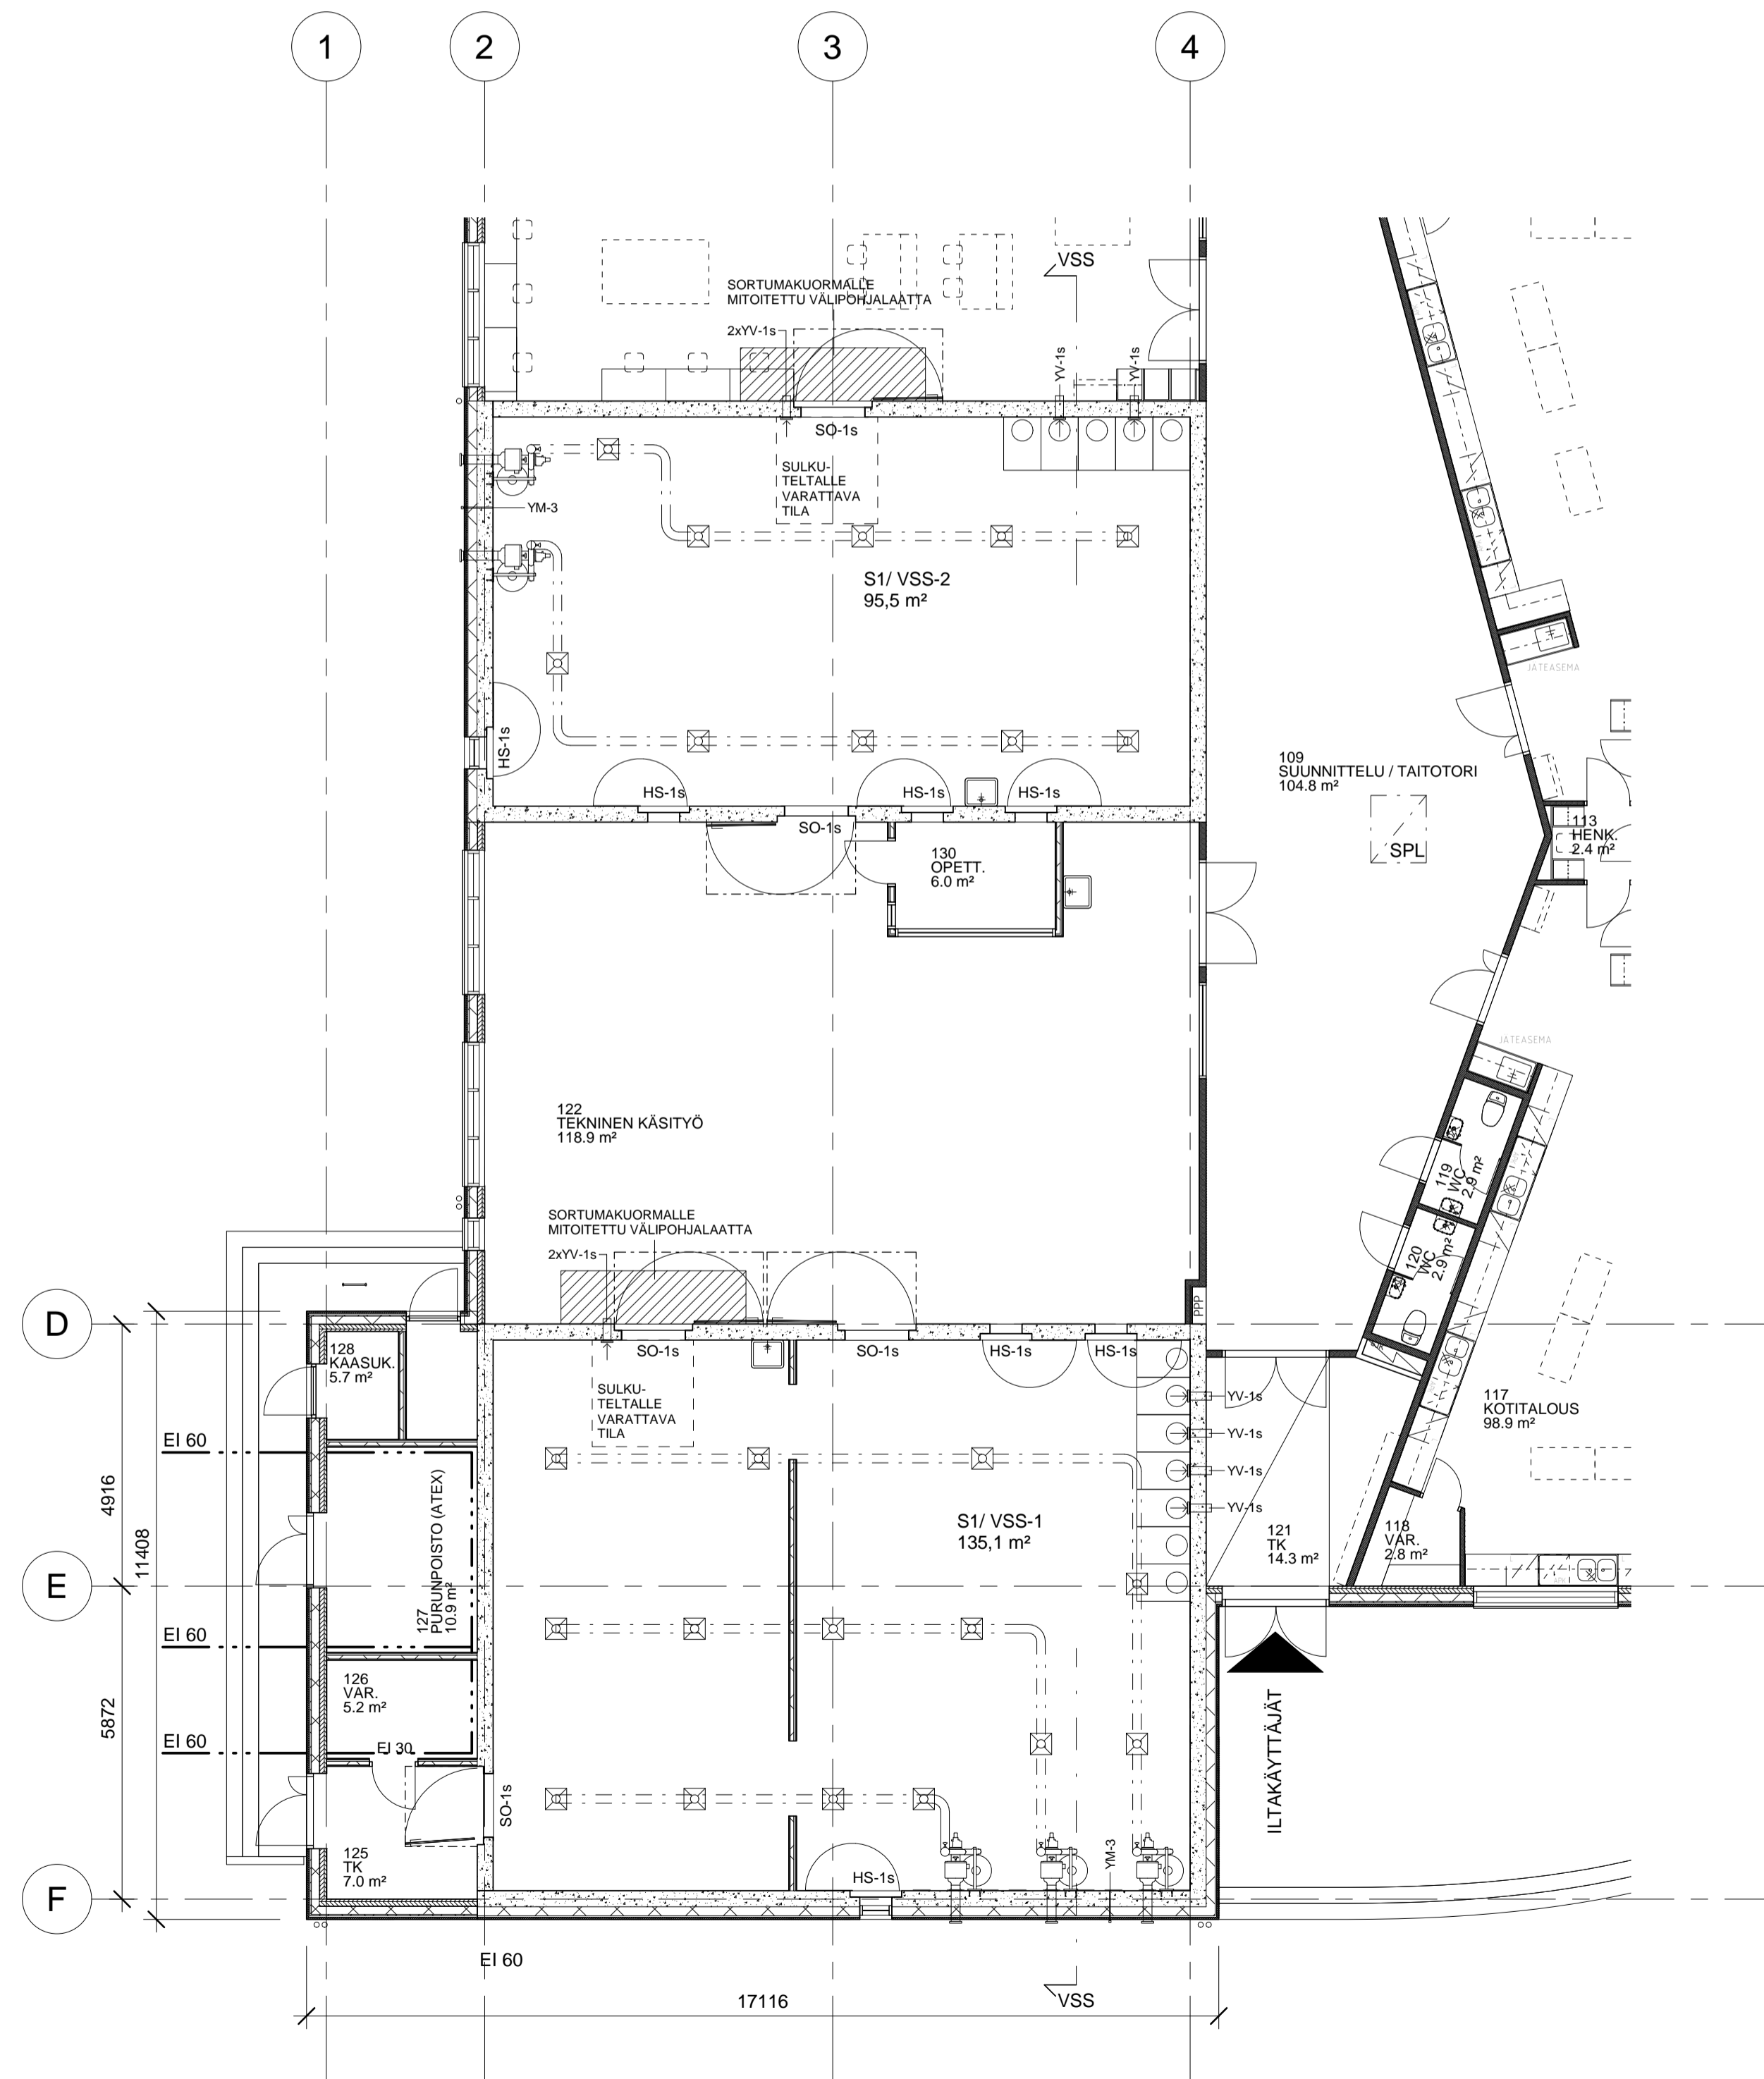 1
2
3
4
VSS
SORTUMAKUORMALLE
MITOITETTU VÄLIPOHJALAATTA
2xYV-1s
YV-1s
YV-1s
SO-1s
SULKU-
TELTALLE
VARATTAVA
TILA
YM-3
S1/ VSS-2
95,5 m²
JÄTEASEMA
HS-1s
HS-1s
HS-1s
HS-1s
SO-1s
109
SUUNNITTELU / TAITOTORI
104.8 m²
SPL
113
HENK.
2.4 m²
130
OPETT.
6.0 m²
JÄTEASEMA
122
TEKNINEN KÄSITYÖ
118.9 m²
119
WC
2.9 m²
120
WC
2.9 m²
SORTUMAKUORMALLE
MITOITETTU VÄLIPOHJALAATTA
2xYV-1s
PPP
D
128
KAASUK.
5.7 m²
SO-1s
SO-1s
HS-1s
HS-1s
SULKU-
TELTALLE
VARATTAVA
TILA
YV-1s
YV-1s
YV-1s
YV-1s
117
KOTITALOUS
98.9 m²
EI 60
4916
11408
127
PURUNPOISTO (ATEX)
10.9 m²
S1/ VSS-1
135,1 m²
121
TK
14.3 m²
118
VAR.
2.8 m²
E
EI 60
126
VAR.
5.2 m²
5872
EI 60
EI 30
SO-1s
ILTAKÄYTTÄJÄT
125
TK
7.0 m²
HS-1s
YM-3
F
EI 60
17116
VSS